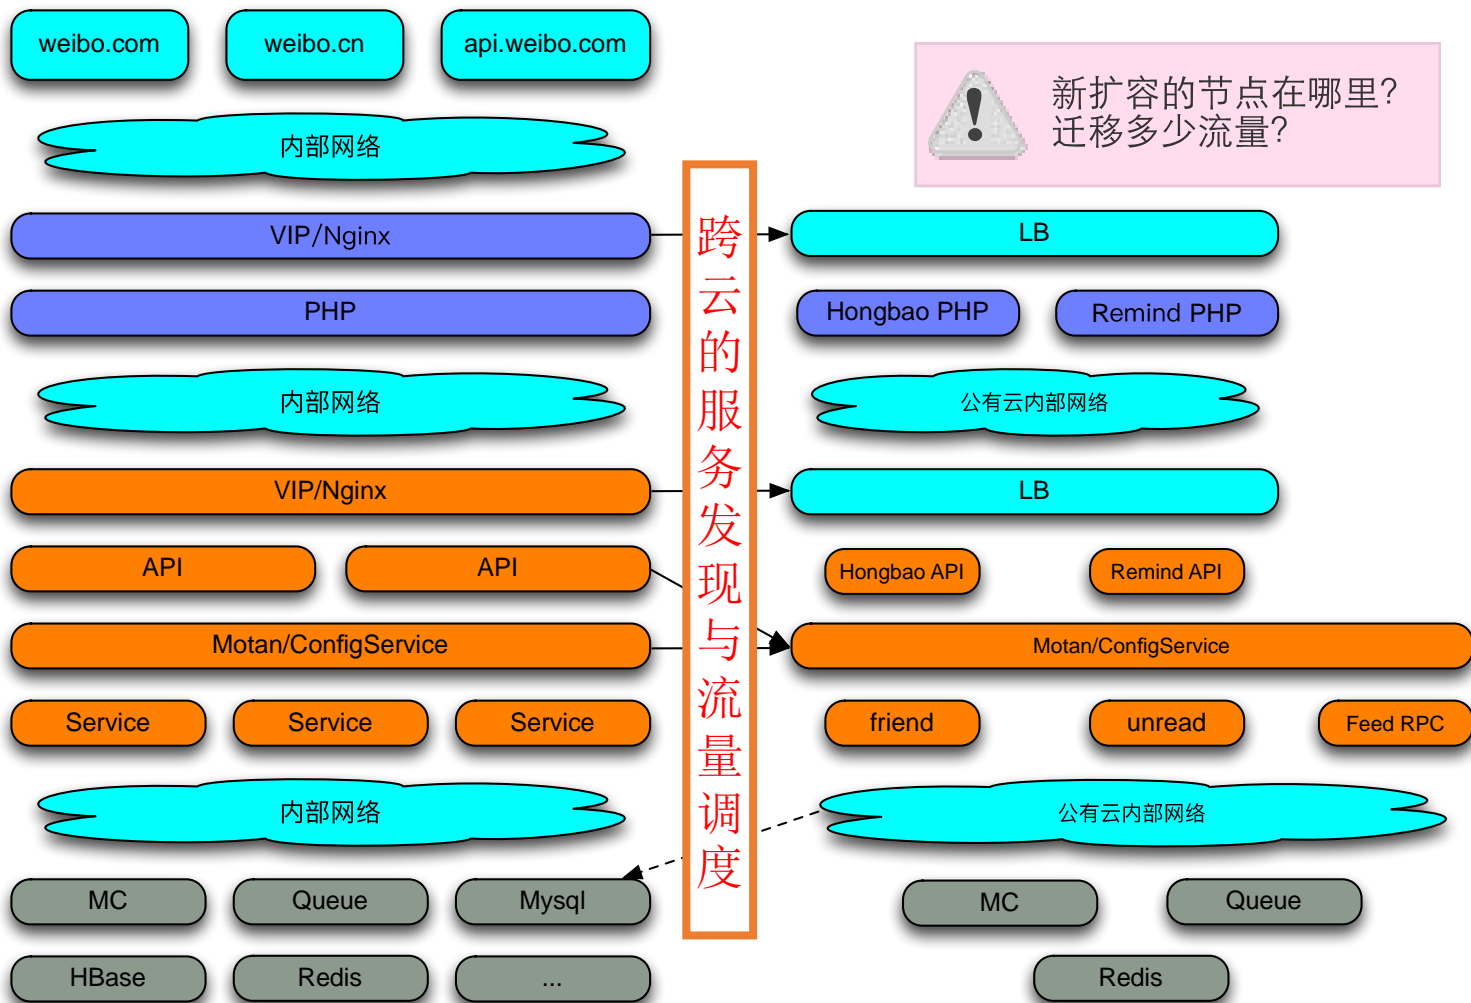 weibo.com
weibo.cn
api.weibo.com
新扩容的节点在哪里?
迁移多少流量?
内部网络
VIP/Nginx
LB
PHP
Hongbao PHP
Remind PHP
内部网络
公有云内部网络
VIP/Nginx
LB
API
API
Hongbao API
Remind API
Motan/ConfigService
Motan/ConfigService
Service
Service
Service
friend
unread
Feed RPC
内部网络
公有云内部网络
MC
Queue
Mysql
MC
Queue
HBase
Redis
...
Redis
跨云的服务发现与流量调度